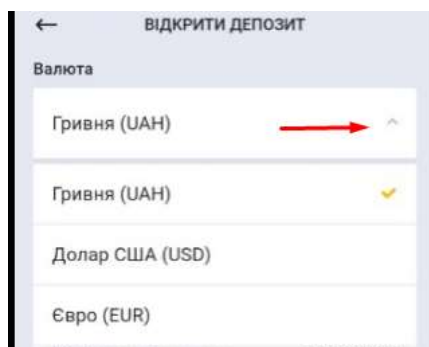 ВІДКРИТИ ДЕПОЗИТ
Валюта
Гривня (UAH)
Гривня (UAH)
Долар США (USD)
Євро (EUR)